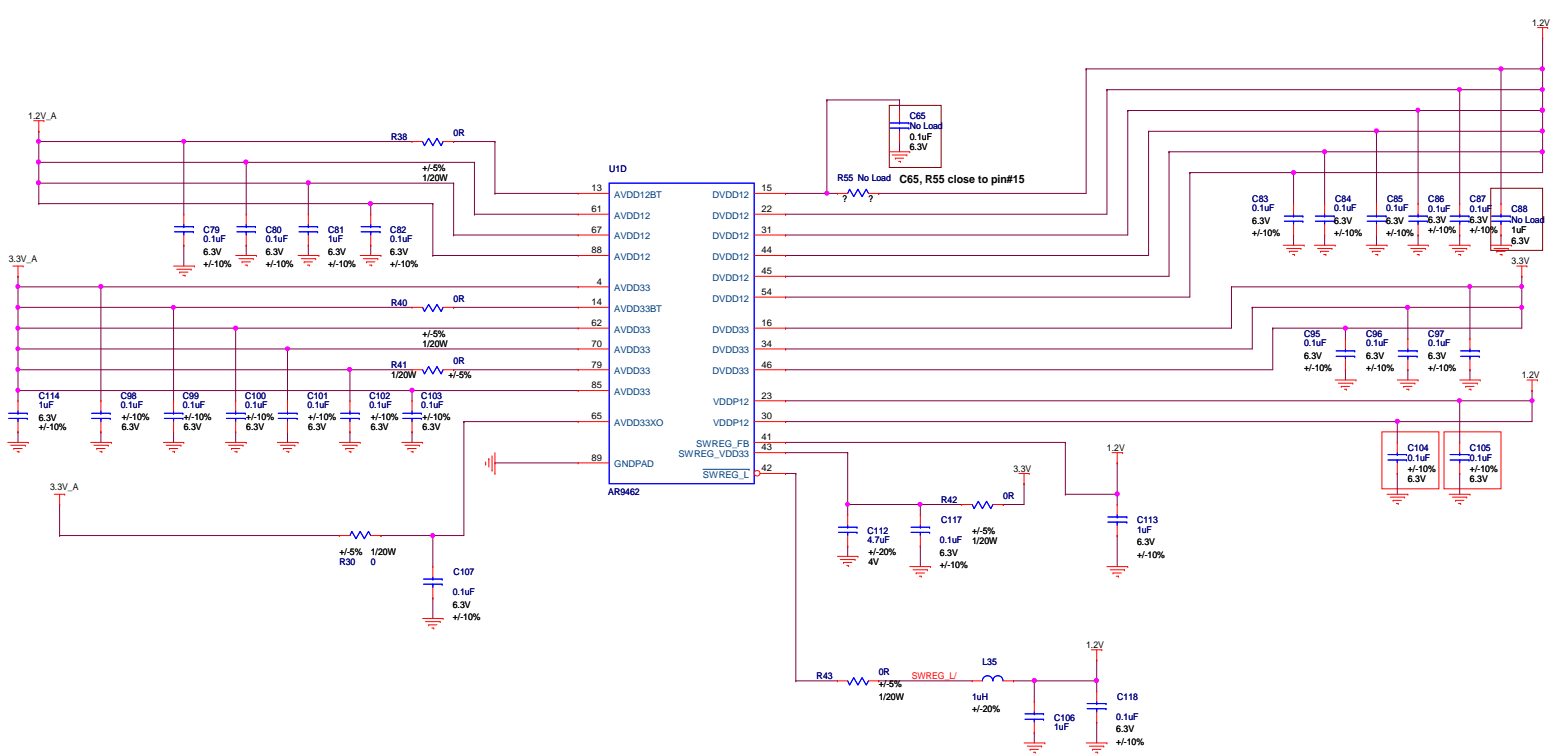 1.2V
1.2V_A
R38
0R
+/-5%
1/20W
C65
No Load
0.1uF
6.3V
U1D
R55 No Load
? ?
C65, R55 close to pin#15
13
AVDD12BT
61
AVDD12
67
AVDD12
88
AVDD12
4
AVDD33
14
AVDD33BT
62
AVDD33
70
AVDD33
79
AVDD33
85
AVDD33
65
AVDD33XO
89
GNDPAD
DVDD12
15
DVDD12
22
DVDD12
31
DVDD12
44
DVDD12
45
DVDD12
54
DVDD33
16
DVDD33
34
DVDD33
46
VDDP12
23
VDDP12
30
SWREG_FB
41
SWREG_VDD33
43
SWREG_L
42
AR9462
C79
0.1uF
6.3V
+/-10%
C80
0.1uF
6.3V
+/-10%
C81
1uF
6.3V
+/-10%
C82
0.1uF
6.3V
+/-10%
C83
0.1uF
6.3V
+/-10%
C84
0.1uF
6.3V
+/-10%
C85
0.1uF
6.3V
+/-10%
C86
0.1uF
6.3V
+/-10%
C87
0.1uF
6.3V
+/-10%
C88
No Load
1uF
6.3V
3.3V_A
R40
0R
+/-5%
1/20W
R41
0R
1/20W
+/-5%
C114
1uF
6.3V
+/-10%
C98
0.1uF
+/-10%
6.3V
C99
0.1uF
+/-10%
6.3V
C100
0.1uF
+/-10%
6.3V
C101
0.1uF
+/-10%
6.3V
C102
0.1uF
+/-10%
6.3V
C103
0.1uF
+/-10%
6.3V
3.3V
C95
0.1uF
6.3V
+/-10%
C96
0.1uF
6.3V
+/-10%
C97
0.1uF
6.3V
+/-10%
1.2V
C104
0.1uF
+/-10%
6.3V
C105
0.1uF
+/-10%
6.3V
3.3V_A
+/-5% 1/20W
R30 0
C107
0.1uF
6.3V
+/-10%
3.3V
R42
0R
+/-5%
1/20W
C112
4.7uF
+/-20%
4V
C117
0.1uF
6.3V
+/-10%
1.2V
C113
1uF
6.3V
+/-10%
R43
0R
+/-5%
1/20W
SWREG_L/
L35
1uH
+/-20%
1.2V
C106
1uF
C118
0.1uF
6.3V
+/-10%